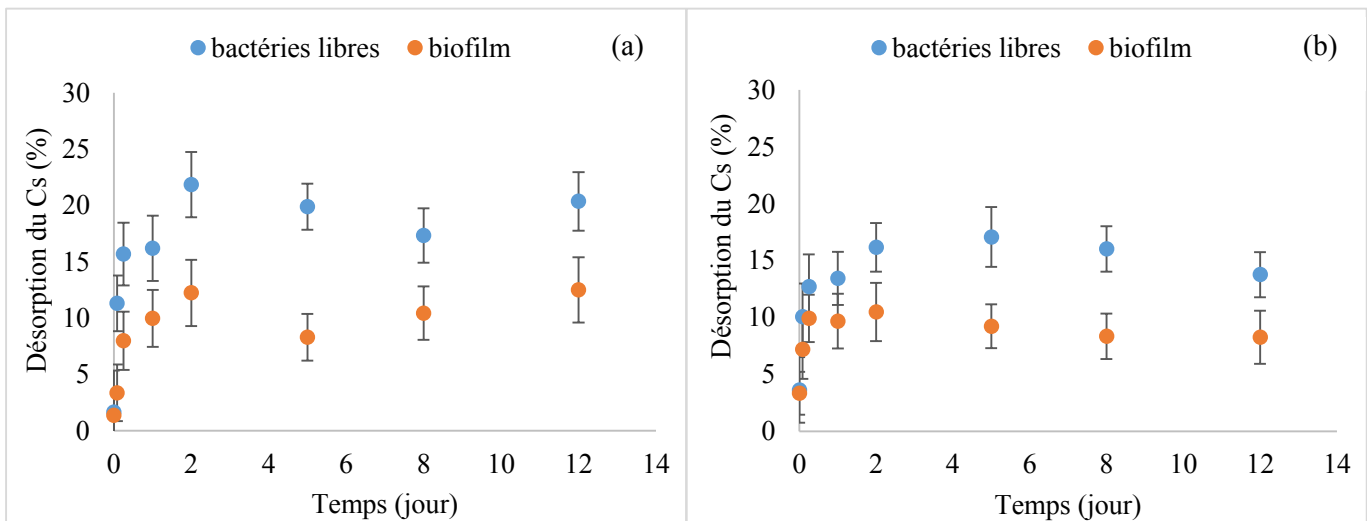 bactéries libres biofilm (a)
Désorption du Cs (%)
30
25
20
15
10
5
0
0 2 4 6 8 10 12 14
Temps (jour)
bactéries libres biofilm (b)
Désorption du Cs (%)
30
25
20
15
10
5
0
0 2 4 6 8 10 12 14
Temps (jour)